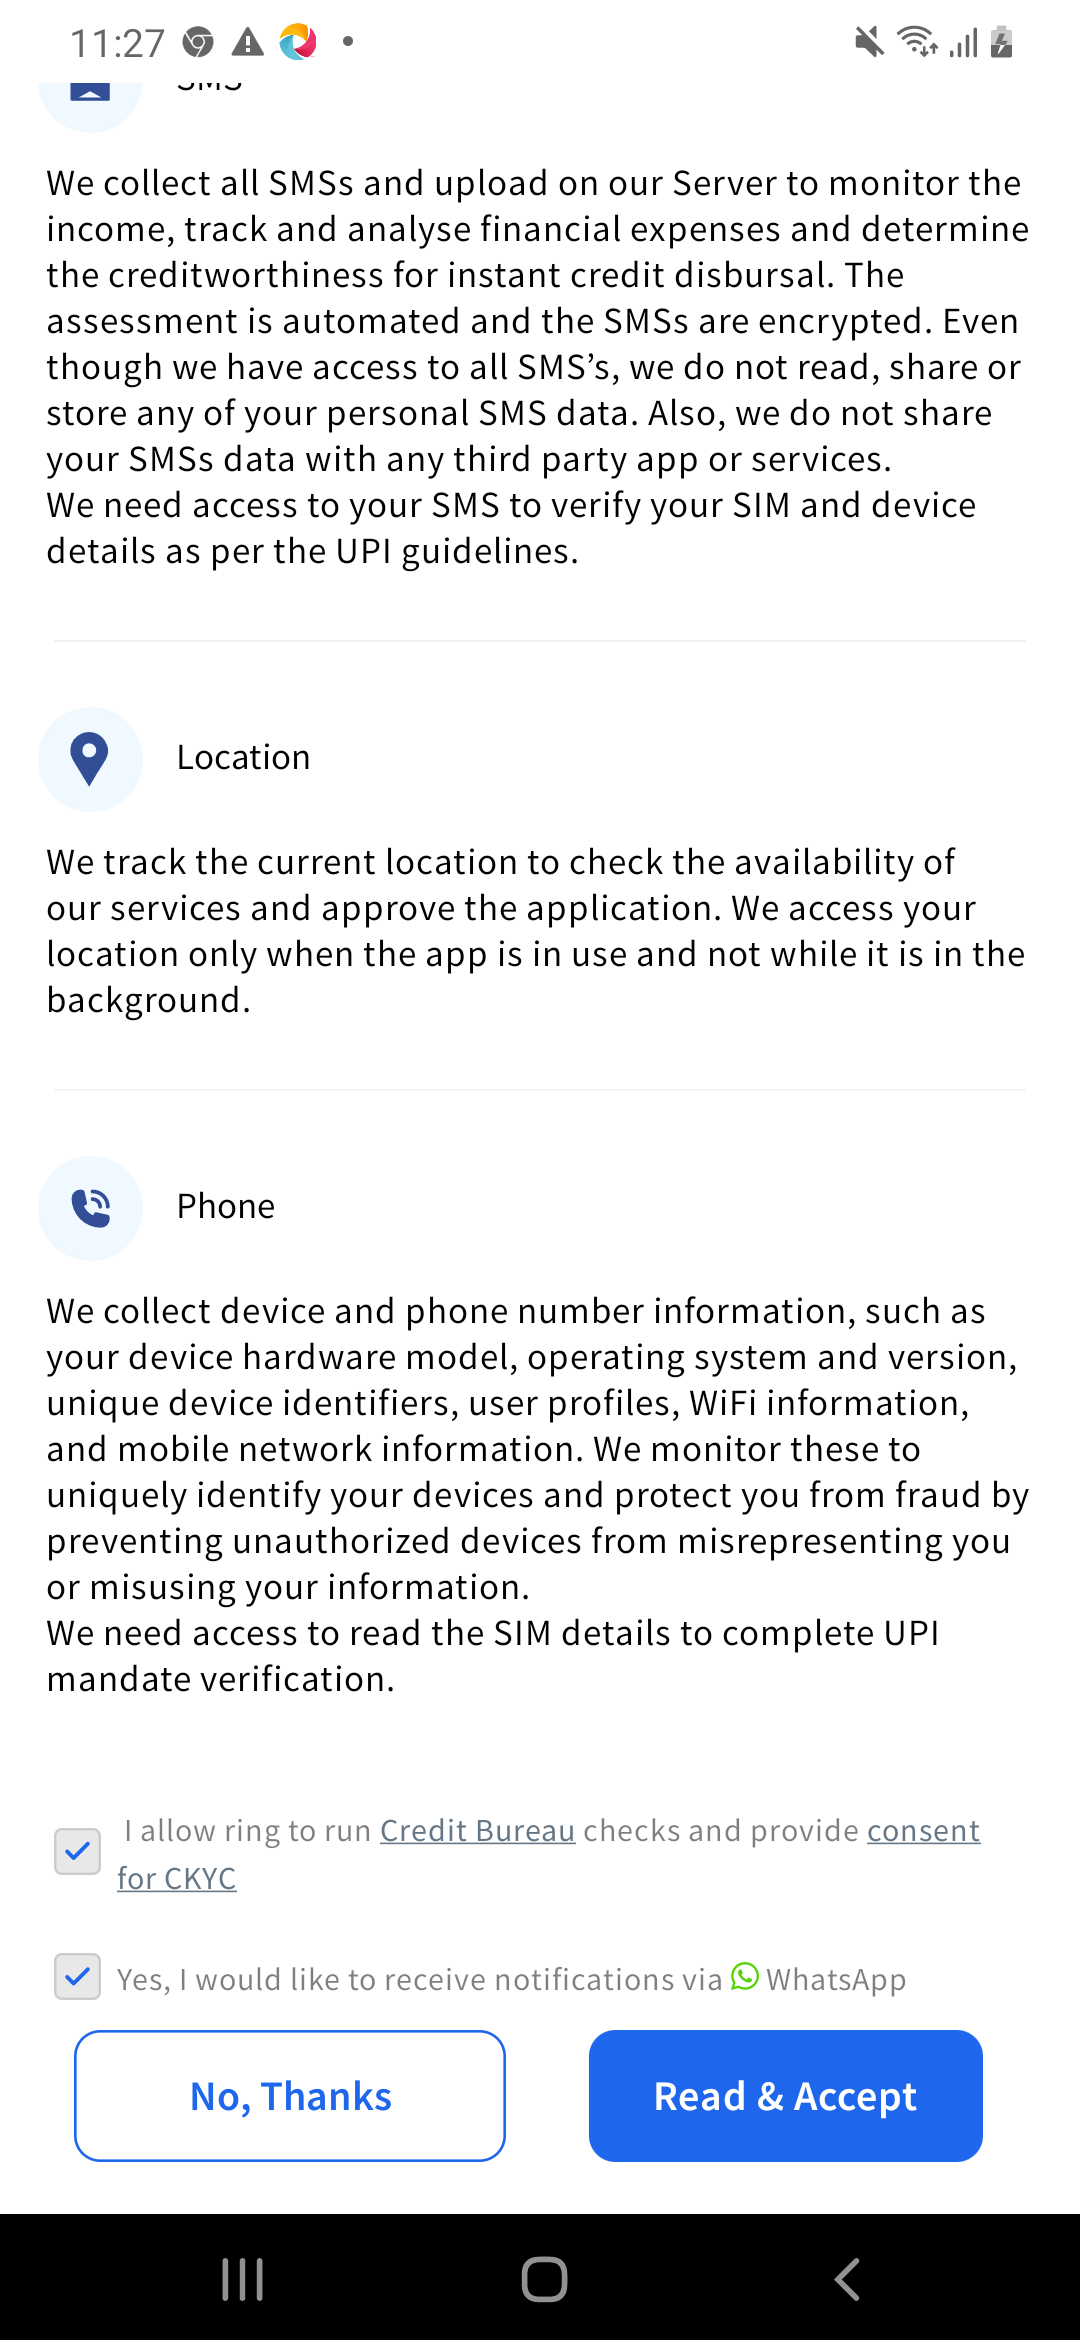 11:27
SMS
We collect all SMSs and upload on our Server to monitor the
income, track and analyse financial expenses and determine
the creditworthiness for instant credit disbursal. The
assessment is automated and the SMSs are encrypted. Even
though we have access to all SMS’s, we do not read, share or
store any of your personal SMS data. Also, we do not share
your SMSs data with any third party app or services.
We need access to your SMS to verify your SIM and device
details as per the UPI guidelines.
Location
We track the current location to check the availability of
our services and approve the application. We access your
location only when the app is in use and not while it is in the
background.
Phone
We collect device and phone number information, such as
your device hardware model, operating system and version,
unique device identifiers, user profiles, WiFi information,
and mobile network information. We monitor these to
uniquely identify your devices and protect you from fraud by
preventing unauthorized devices from misrepresenting you
or misusing your information.
We need access to read the SIM details to complete UPI
mandate verification.
I allow ring to run Credit Bureau checks and provide consent
for CKYC
Yes, I would like to receive notifications via WhatsApp
No, Thanks
Read & Accept